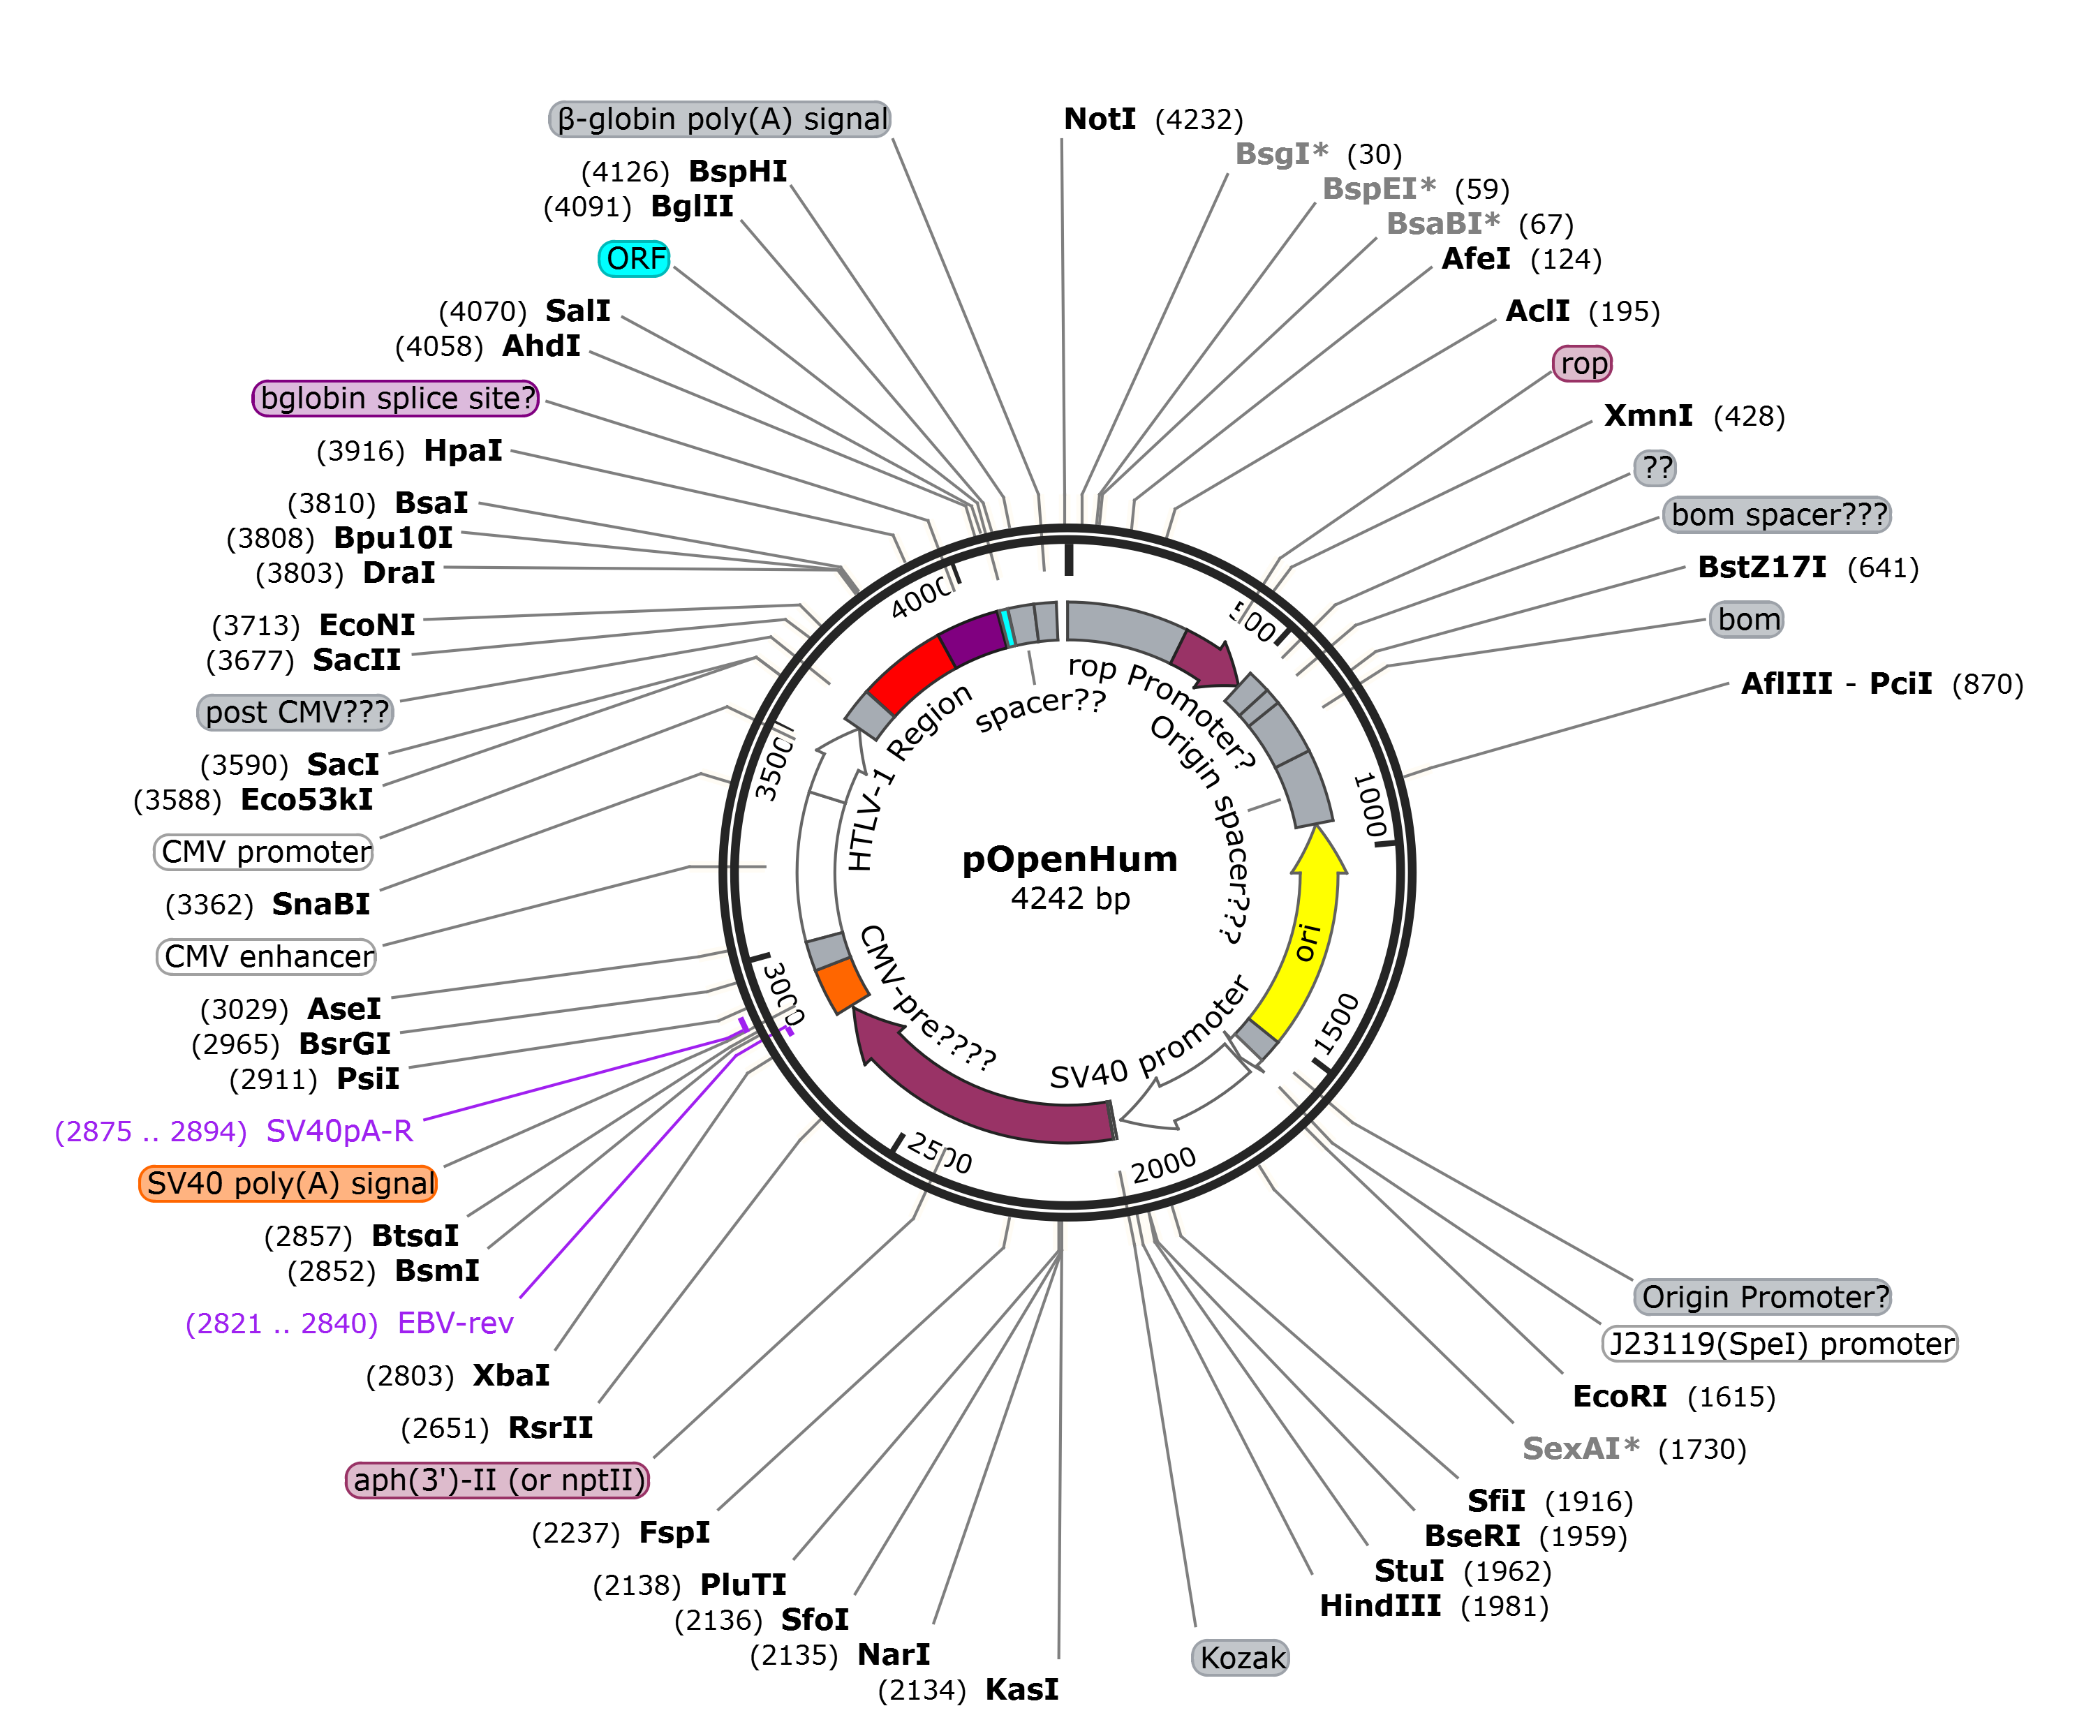 β-globin poly(A) signal
(4126) BspHI
(4091) BglII
ORF
(4070) SalI
(4058) AhdI
bglobin splice site?
(3916) HpaI
(3810) BsaI
(3808) Bpu10I
(3803) DraI
(3713) EcoNI
(3677) SacII
post CMV???
(3590) SacI
(3588) Eco53kI
CMV promoter
(3362) SnaBI
CMV enhancer
(3029) AseI
(2965) BsrGI
(2911) PsiI
(2875 .. 2894) SV40pA-R
SV40 poly(A) signal
(2857) BtsαI
(2852) BsmI
(2821 .. 2840) EBV-rev
(2803) XbaI
(2651) RsrII
aph(3')-II (or nptII)
(2237) FspI
(2138) PluTI
(2136) SfoI
(2135) NarI
(2134) KasI
NotI (4232)
BsgI* (30)
BspEI* (59)
BsaBI* (67)
AfeI (124)
AclI (195)
rop
XmnI (428)
??
bom spacer???
BstZ17I (641)
bom
AflIII - PciI (870)
Origin Promoter?
J23119(SpeI) promoter
EcoRI (1615)
SexAI* (1730)
SfiI (1916)
BseRI (1959)
StuI (1962)
HindIII (1981)
Kozak
500
1000
1500
2000
2500
3000
3500
4000
rop Promoter?
Origin spacer???
ori
SV40 promoter
CMV-pre????
HTLV-1 Region
spacer??
pOpenHum
4242 bp